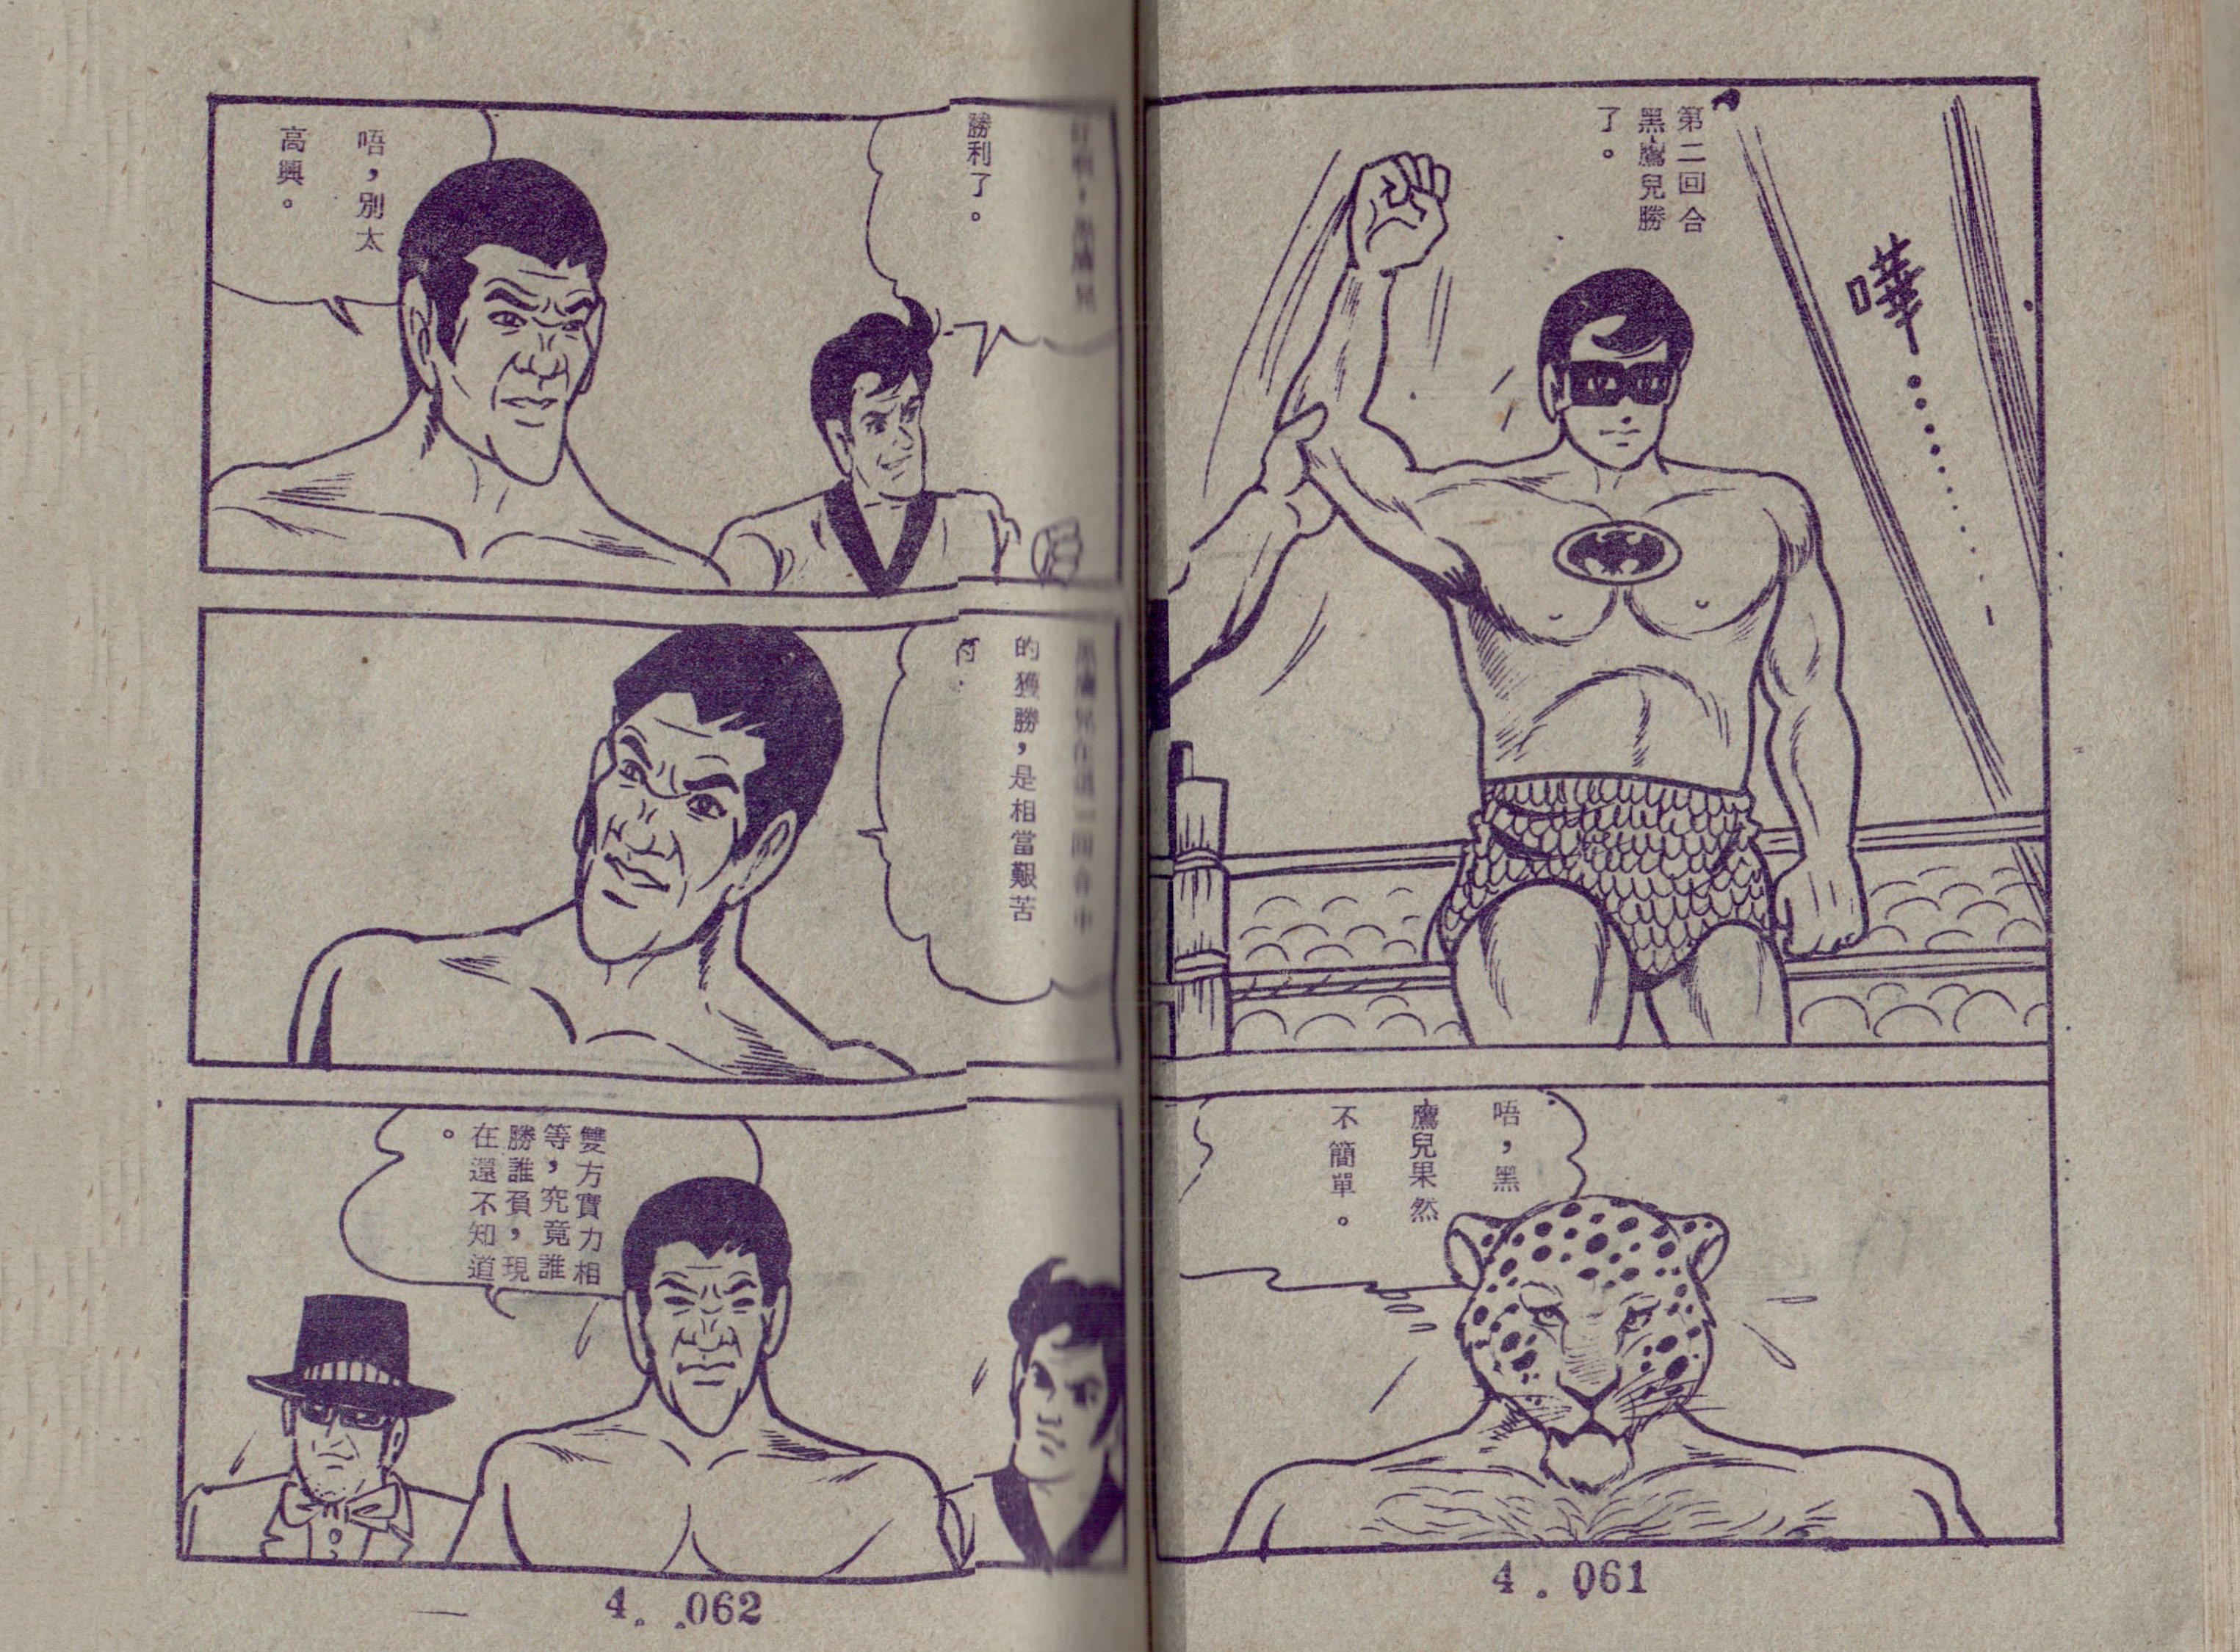 第二回合
黑鷹兒勝
了。
嘩……
唔，黑
鷹兒果然
不簡單。
4.061
勝利了。
唔，別太
高興。
的獲勝，是相當艱苦
雙方實力相
等，究竟誰
勝誰負，現
在還不知道
。
4.062